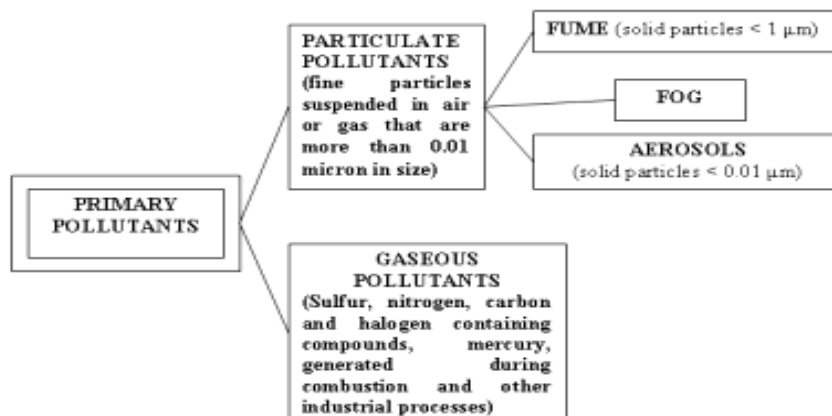 PRIMARY
POLLUTANTS
PARTICULATE
POLLUTANTS
(fine particles
suspended in air
or gas that are
more than 0.01
micron in size)
FUME (solid particles < 1 μm)
FOG
AEROSOLS
(solid particles < 0.01 μm)
GASEOUS
POLLUTANTS
(Sulfur, nitrogen, carbon
and halogen containing
compounds, mercury,
generated during
combustion and other
industrial processes)